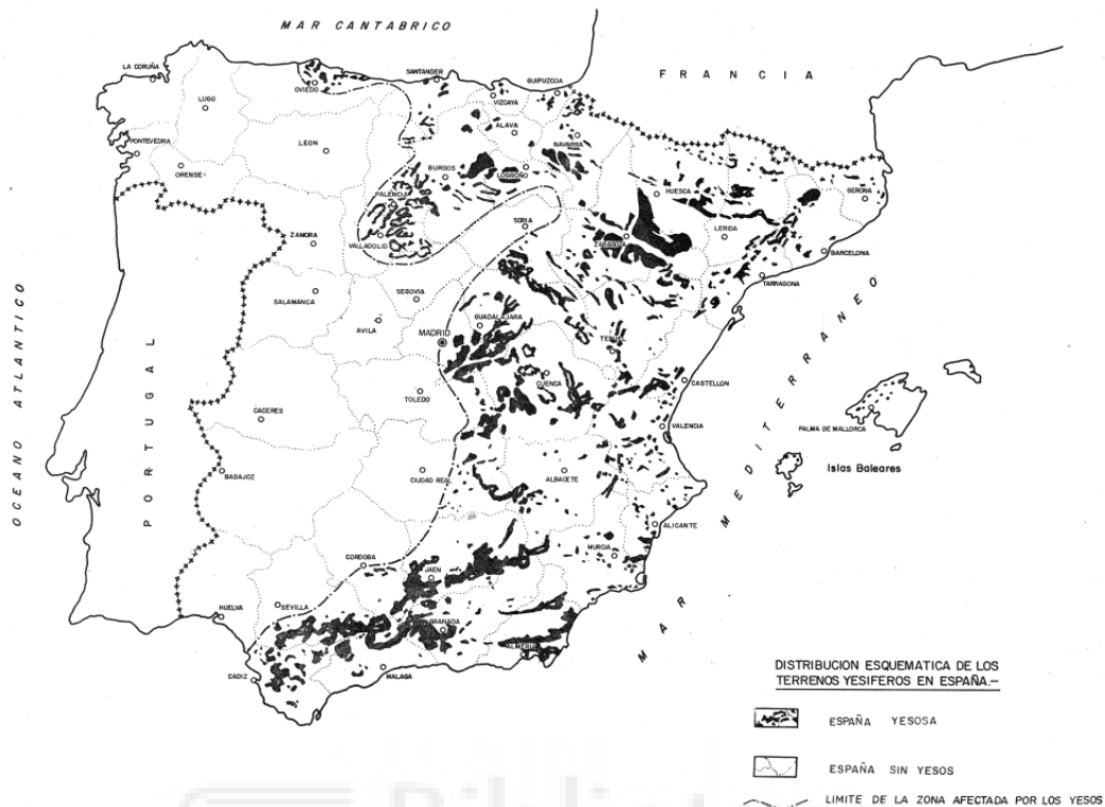 MAR CANTABRICO
LA CORUÑA
OVIEDO
SANTANDER
GUIPUZCOA
FRANCIA
LUGO
VIZCAYA
ALAVA
NAVARRA
PONTEVEDRA
ORENSE
LEON
BURGOS
LOGROÑO
HUESCA
GERONA
PALENCIA
SORIA
ZARAGOZA
LERIDA
ZAMORA
VALLADOLID
BARCELONA
TARRAGONA
SALAMANCA
SEGOVIA
AVILA
GUADALAJARA
MADRID
TERUEL
OCEANO ATLANTICO
PORTUGAL
CUENCA
CASTELLON
TOLEDO
CACERES
VALENCIA
PALMA DE MALLORCA
Islas Baleares
BADAJOZ
CIUDAD REAL
ALBACETE
MAR MEDITERRANEO
ALICANTE
MURCIA
CORDOBA
JAEN
HUELVA
SEVILLA
GRANADA
ALMERIA
CADIZ
MALAGA
DISTRIBUCION ESQUEMATICA DE LOS
TERRENOS YESIFEROS EN ESPAÑA.-
ESPAÑA YESOSA
ESPAÑA SIN YESOS
LIMITE DE LA ZONA AFECTADA POR LOS YESOS